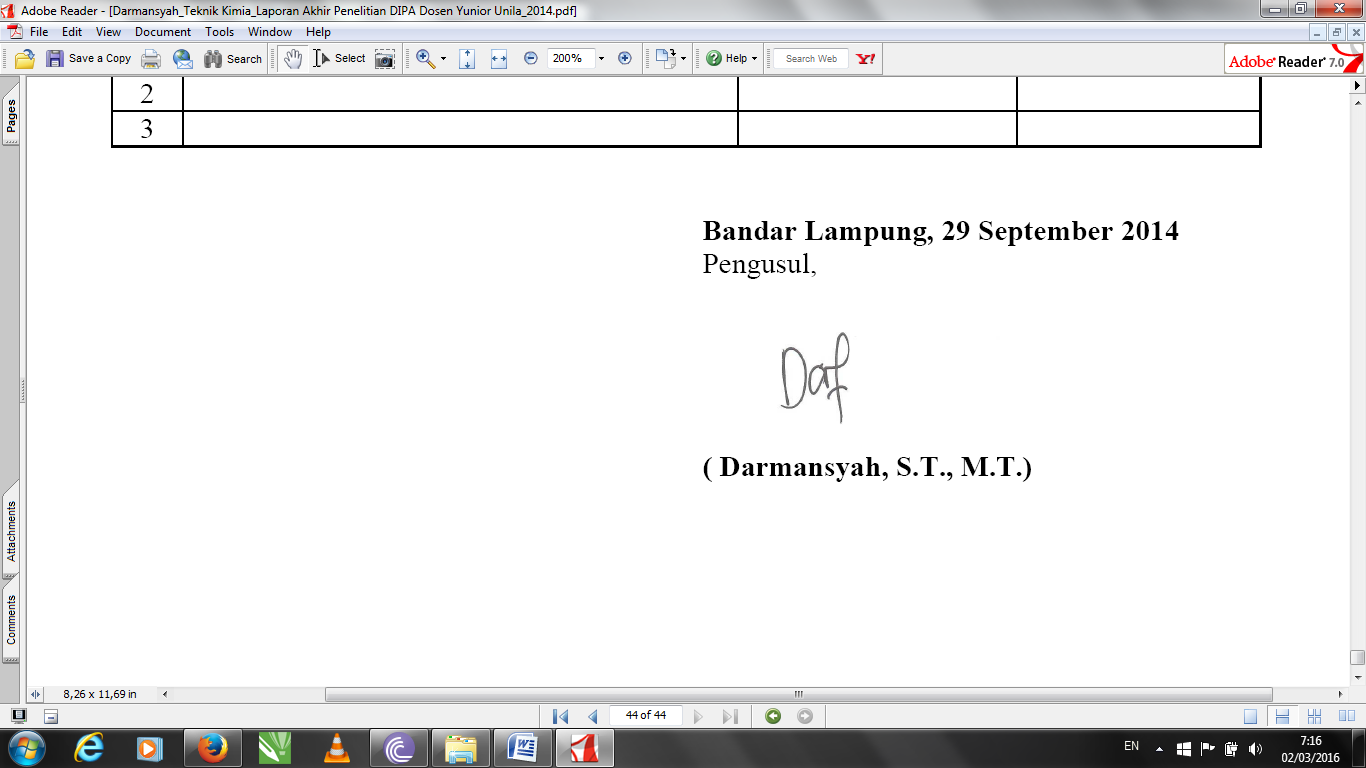 Adobe Reader - [Darmansyah_Teknik Kimia_Laporan Akhir Penelitian DIPA Dosen Yunior Unila_2014.pdf]
File Edit View Document Tools Window Help
Save a Copy Search Select 200% Help Search Web Y! Adobe Reader 7.0
Pages
2
3
Bandar Lampung, 29 September 2014
Pengusul,
Daf
( Darmansyah, S.T., M.T.)
Attachments
Comments
8,26 x 11,69 in
44 of 44
EN 7:16
02/03/2016